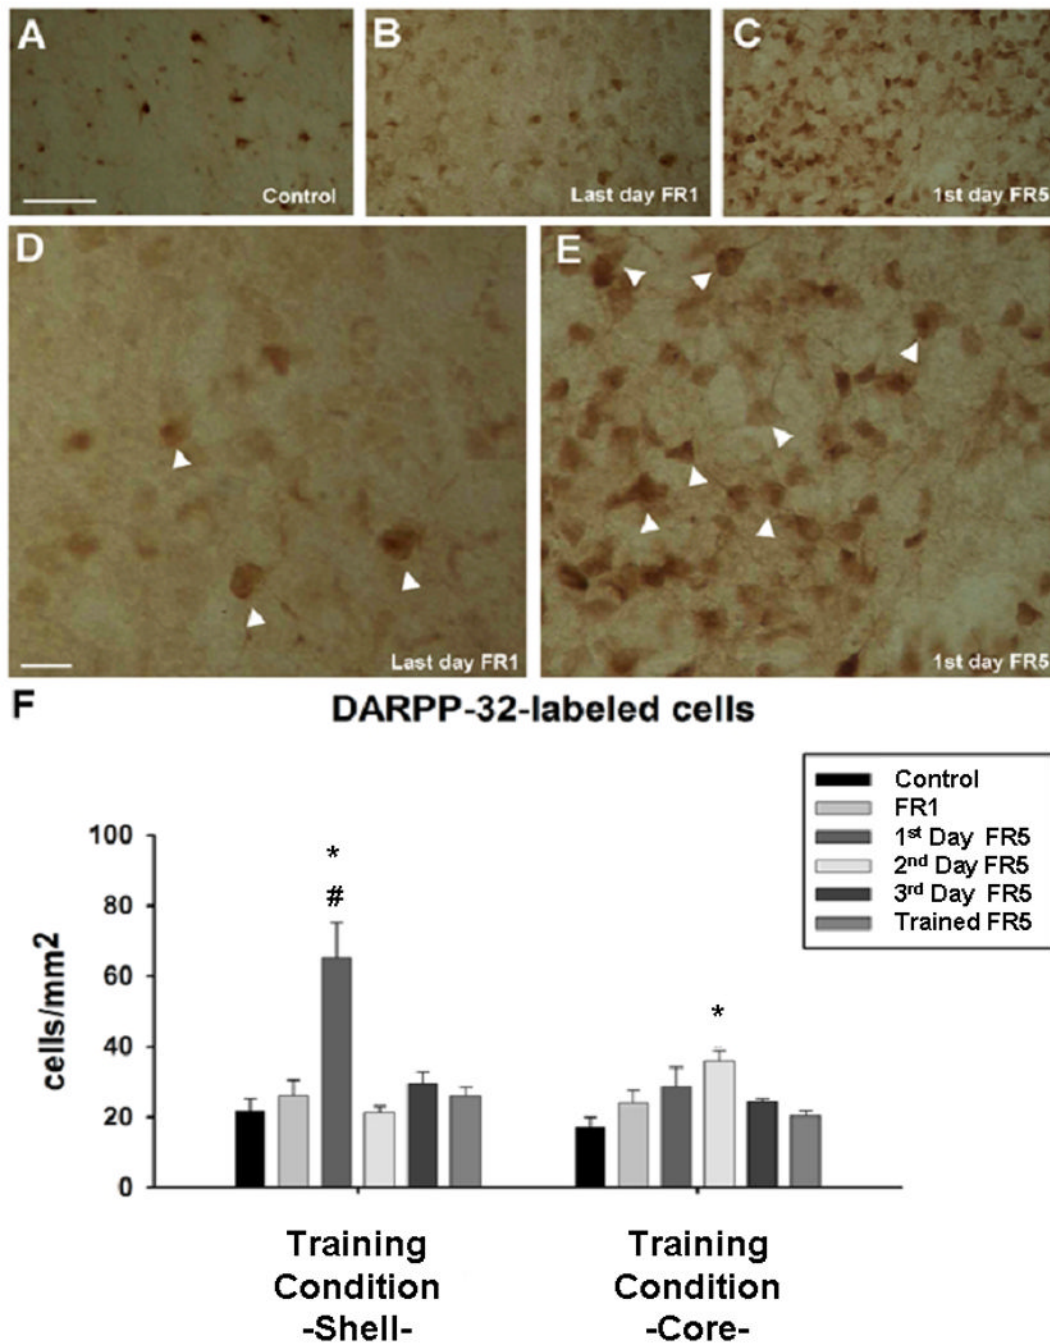 A
Control
B
Last day FR1
C
1st day FR5
D
Last day FR1
E
1st day FR5
F
DARPP-32-labeled cells
Control
FR1
1st Day FR5
2nd Day FR5
3rd Day FR5
Trained FR5
cells/mm2
100
80
60
40
20
0
*
#
*
Training
Condition
-Shell-
Training
Condition
-Core-